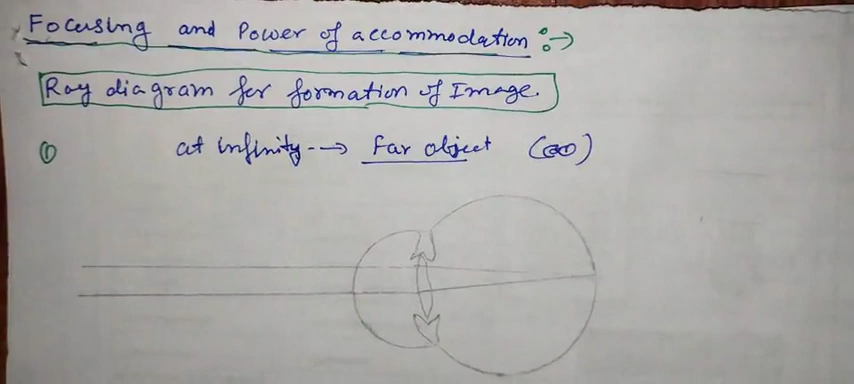 Focusing and Power of accommodation :->
Ray diagram for formation of Image.
① at infinity --> Far object (∞)